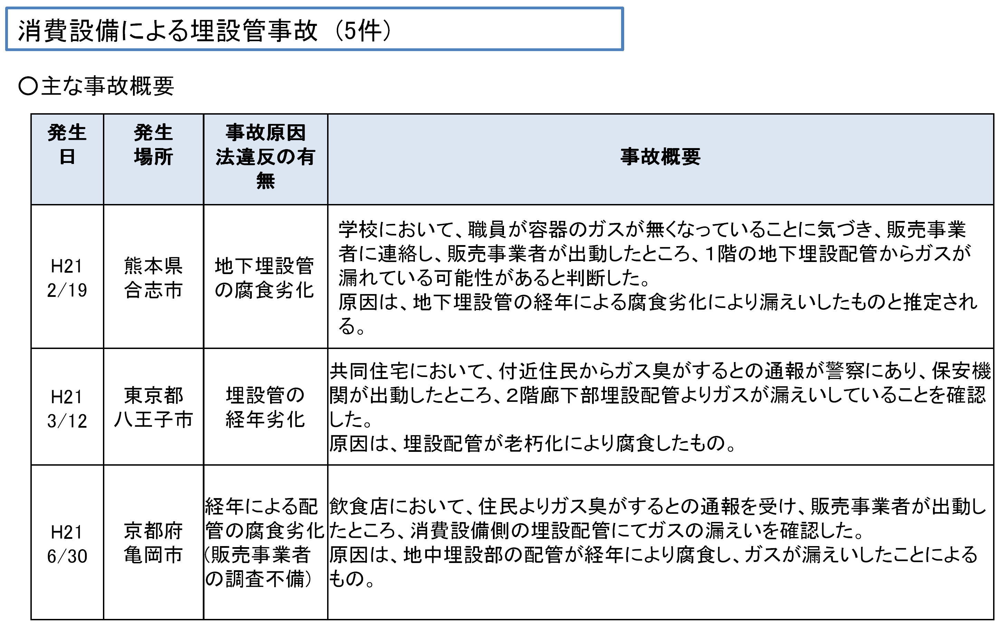 消費設備による埋設管事故（5件）
○主な事故概要
発生
日
発生
場所
事故原因
法違反の有
無
事故概要
H21
2/19
熊本県
合志市
地下埋設管
の腐食劣化
学校において、職員が容器のガスが無くなっていることに気づき、販売事業
者に連絡し、販売事業者が出動したところ、１階の地下埋設配管からガスが
漏れている可能性があると判断した。
原因は、地下埋設管の経年による腐食劣化により漏えいしたものと推定され
る。
H21
3/12
東京都
八王子市
埋設管の
経年劣化
共同住宅において、付近住民からガス臭がするとの通報が警察にあり、保安機
関が出動したところ、２階廊下部埋設配管よりガスが漏えいしていることを確認
した。
原因は、埋設配管が老朽化により腐食したもの。
H21
6/30
京都府
亀岡市
経年による配
管の腐食劣化
（販売事業者
の調査不備）
飲食店において、住民よりガス臭がするとの通報を受け、販売事業者が出動し
たところ、消費設備側の埋設配管にてガスの漏えいを確認した。
原因は、地中埋設部の配管が経年により腐食し、ガスが漏えいしたことによる
もの。